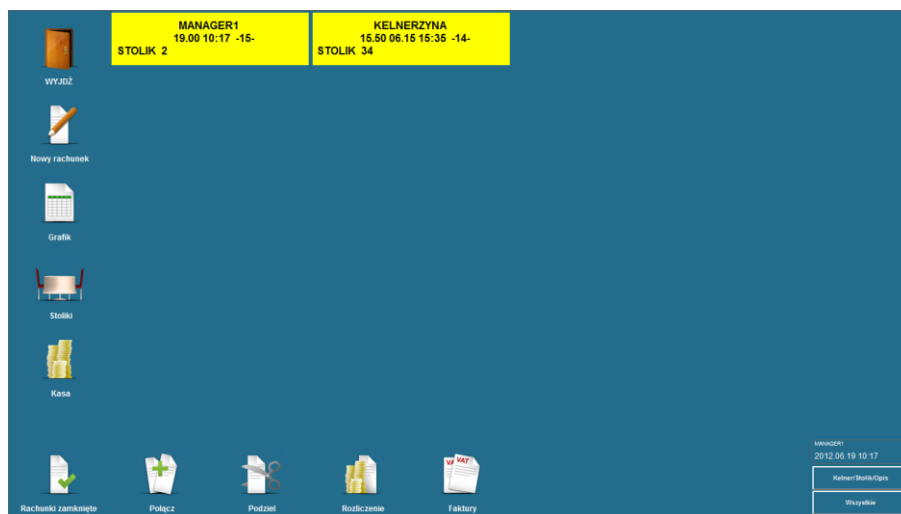 MANAGER1
19.00 10:17 -15-
STOLIK 2
KELNERZYNA
15.50 06.15 15:35 -14-
STOLIK 34
WYJDŹ
Nowy rachunek
Grafik
Stoliki
Kasa
Rachunki zamknięte
Połącz
Podziel
Rozliczenie
VAT
Faktury
MANAGER1
2012.06.19 10:17
Kelner/Stolik/Opis
Wszystkie